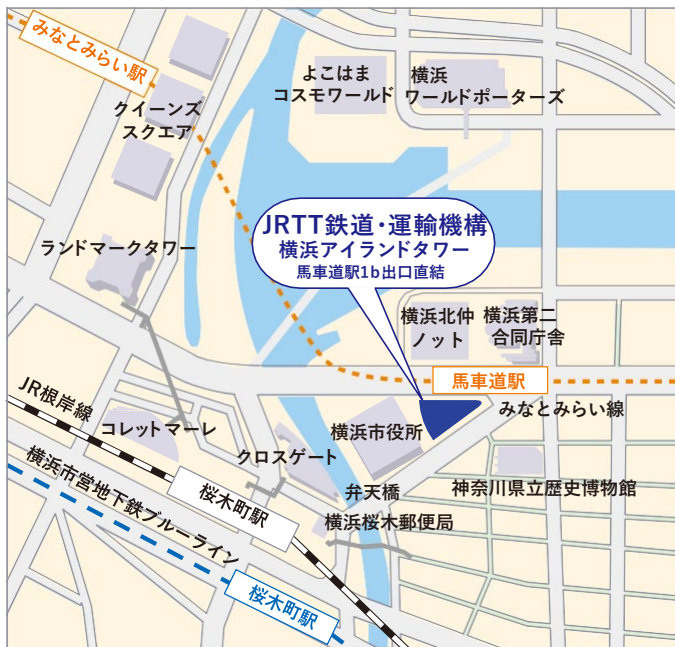 みなとみらい駅
クイーンズ
スクエア
よこはま
コスモワールド
横浜
ワールドポーターズ
JRTT鉄道・運輸機構
横浜アイランドタワー
馬車道駅1b出口直結
ランドマークタワー
横浜北仲
ノット
横浜第二
合同庁舎
馬車道駅
みなとみらい線
JR根岸線
コレットマーレ
横浜市役所
クロスゲート
桜木町駅
弁天橋
神奈川県立歴史博物館
横浜桜木郵便局
横浜市営地下鉄ブルーライン
桜木町駅